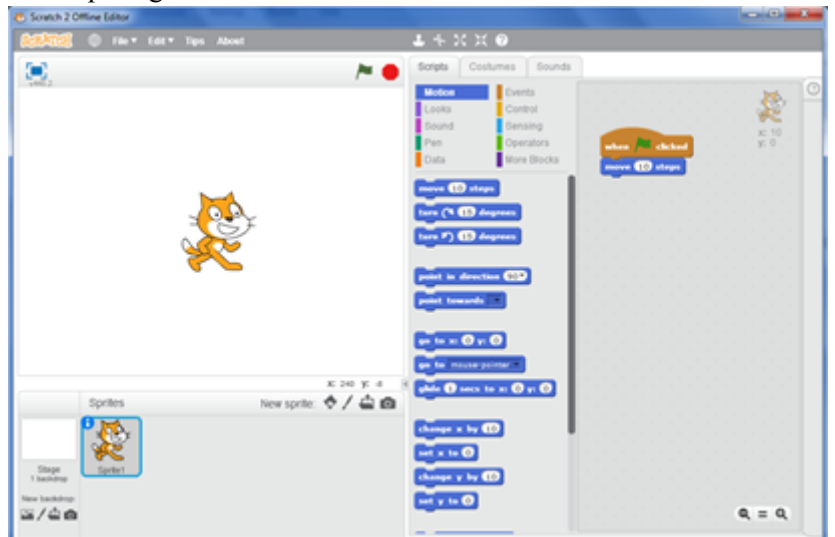 Scratch 2 Offline Editor
SCRATCH File Edit Tips About
v440.2
Scripts Costumes Sounds
Motion Events
Looks Control
Sound Sensing
Pen Operators
Data More Blocks
move 10 steps
turn 15 degrees
turn 15 degrees
point in direction 90
point towards
go to x: 0 y: 0
go to mouse-pointer
glide 1 secs to x: 0 y: 0
change x by 10
set x to 0
change y by 10
set y to 0
when clicked
move 10 steps
x: 10
y: 0
X: 240 Y: -8
Sprites New sprite:
Stage
1 backdrop
New backdrop:
Sprite1